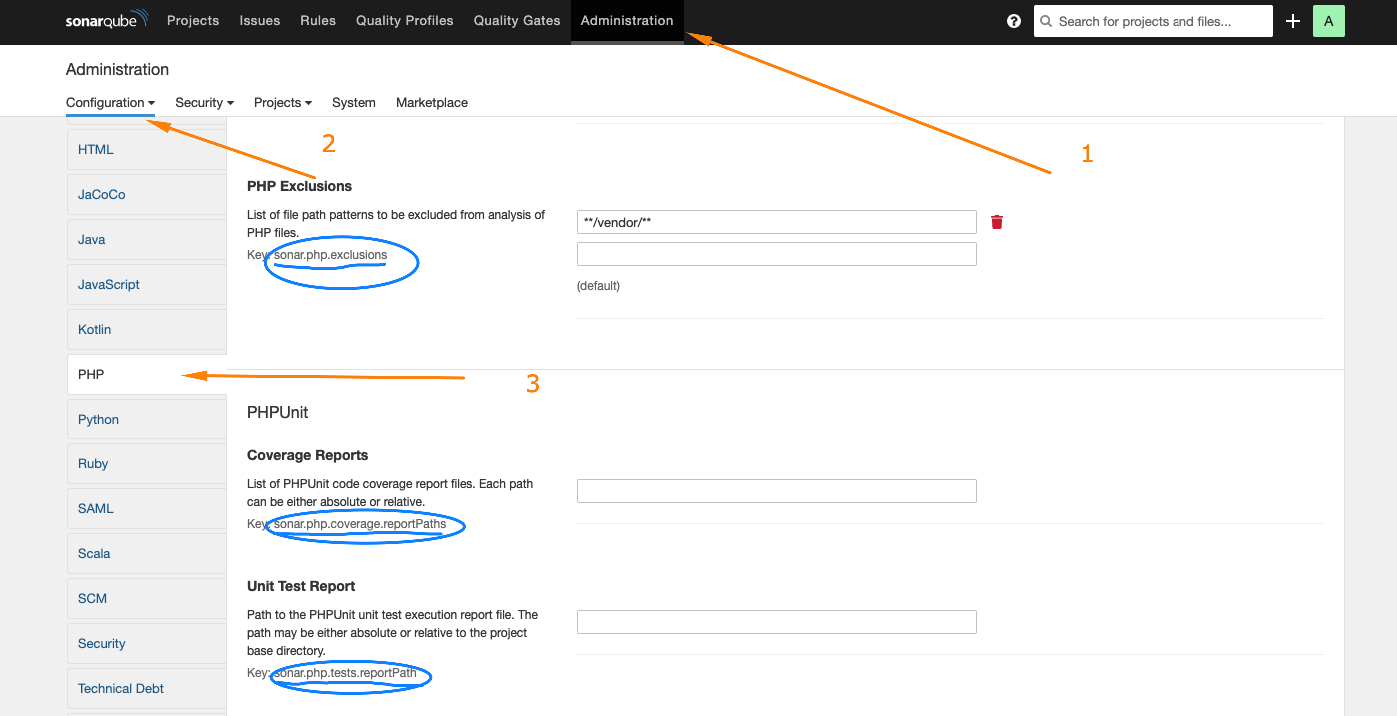 sonarqube Projects Issues Rules Quality Profiles Quality Gates Administration ? Search for projects and files... A
Administration
Configuration Security Projects System Marketplace
1
2
HTML
JaCoCo
Java
JavaScript
Kotlin
PHP
Python
Ruby
SAML
Scala
SCM
Security
Technical Debt
PHP Exclusions
List of file path patterns to be excluded from analysis of
PHP files.
Key: sonar.php.exclusions
**/vendor/**
(default)
3
PHPUnit
Coverage Reports
List of PHPUnit code coverage report files. Each path
can be either absolute or relative.
Key: sonar.php.coverage.reportPaths
Unit Test Report
Path to the PHPUnit unit test execution report file. The
path may be either absolute or relative to the project
base directory.
Key: sonar.php.tests.reportPath